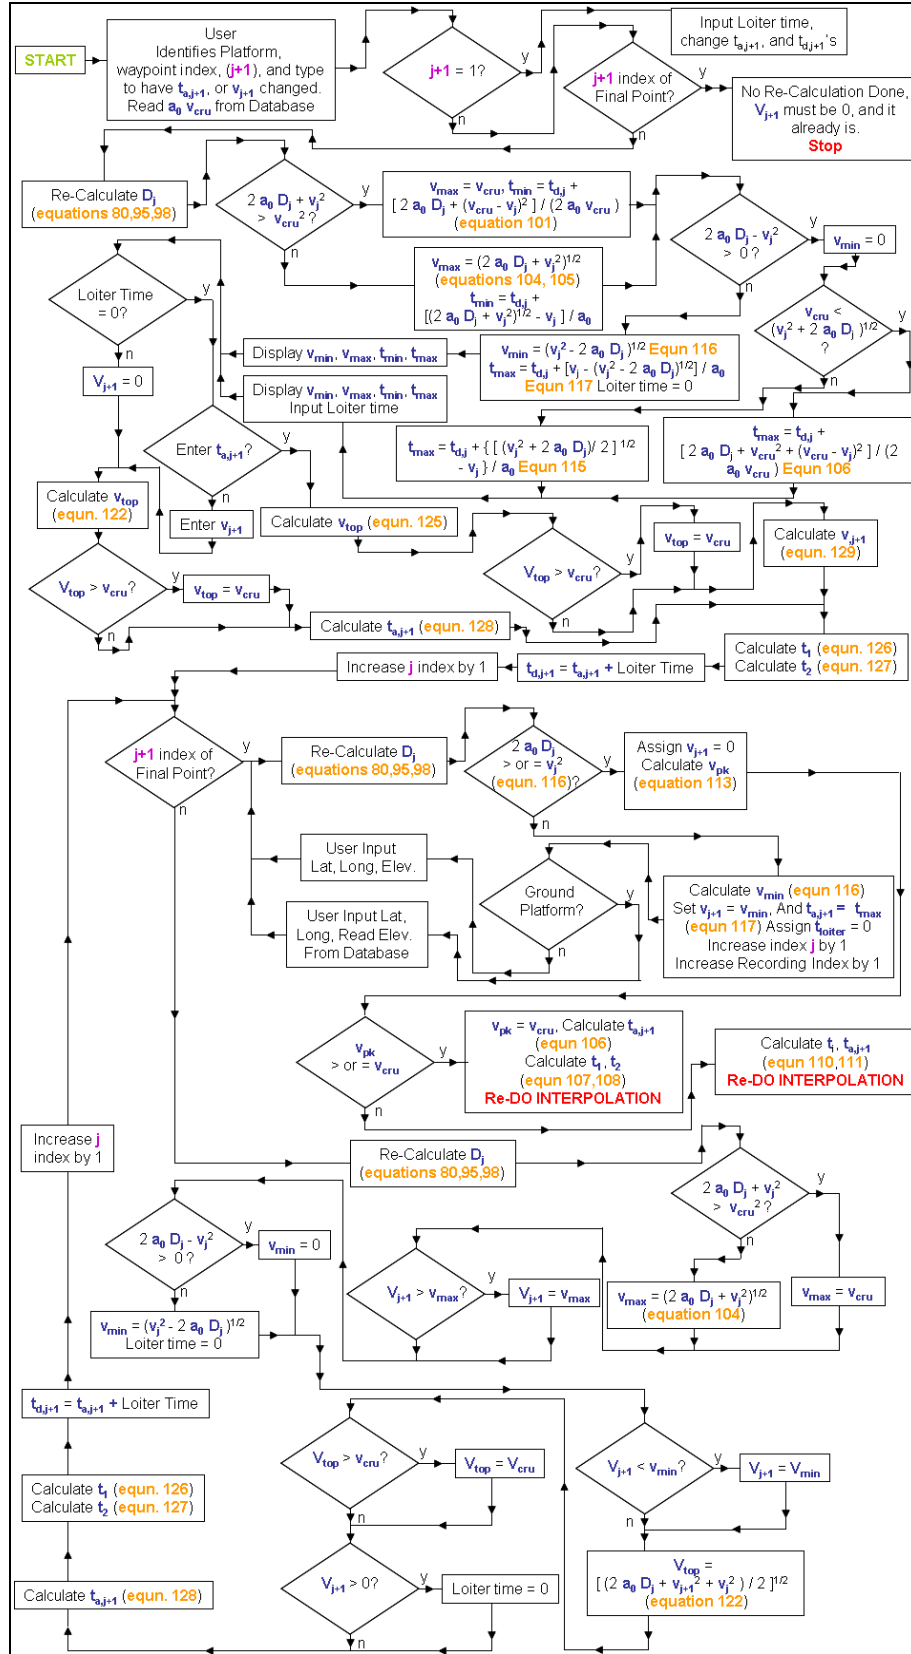 START
User
Identifies Platform,
waypoint index, (j+1), and type
to have t_a,j+1, or v_j+1 changed.
Read a_0 v_cru from Database
j+1 = 1?
y
n
Input Loiter time,
change t_a,j+1, and t_d,j+1's
j+1 index of
Final Point?
y
n
No Re-Calculation Done,
V_j+1 must be 0, and it
already is.
Stop
Re-Calculate D_j
(equations 80,95,98)
2 a_0 D_j + v_j^2
> v_cru^2 ?
y
n
v_max = v_cru, t_min = t_d,j +
[ 2 a_0 D_j + (v_cru - v_j)^2 ] / (2 a_0 v_cru )
(equation 101)
v_max = (2 a_0 D_j + v_j^2)^1/2
(equations 104, 105)
t_min = t_d,j +
[(2 a_0 D_j + v_j^2)^1/2 - v_j ] / a_0
2 a_0 D_j - v_j^2
> 0 ?
y
n
v_min = 0
Loiter Time
= 0?
y
n
v_cru <
(v_j^2 + 2 a_0 D_j )^1/2
?
y
n
Display v_min, v_max, t_min, t_max
v_min = (v_j^2 - 2 a_0 D_j )^1/2 Equn 116
t_max = t_d,j + [v_j - (v_j^2 - 2 a_0 D_j)^1/2] / a_0
Equn 117 Loiter time = 0
V_j+1 = 0
Display v_min, v_max, t_min, t_max
Input Loiter time
Enter t_a,j+1?
y
n
t_max = t_d,j + { [ (v_j^2 + 2 a_0 D_j)/ 2 ]^1/2
- v_j } / a_0 Equn 115
t_max = t_d,j +
[ 2 a_0 D_j + v_cru^2 + (v_cru - v_j)^2 ] / (2
a_0 v_cru ) Equn 106
Calculate v_top
(equn. 122)
Enter v_j+1
Calculate v_top (equn. 125)
v_top = v_cru
Calculate v_,j+1
(equn. 129)
V_top > v_cru?
y
n
v_top = v_cru
V_top > v_cru?
y
n
Calculate t_a,j+1 (equn. 128)
Calculate t_1 (equn. 126)
Calculate t_2 (equn. 127)
t_d,j+1 = t_a,j+1 + Loiter Time
Increase j index by 1
j+1 index of
Final Point?
y
n
Re-Calculate D_j
(equations 80,95,98)
2 a_0 D_j
> or = v_j^2
(equn. 116)?
y
n
Assign v_j+1 = 0
Calculate v_pk
(equation 113)
User Input
Lat, Long, Elev.
Ground
Platform?
y
n
Calculate v_min (equn 116)
Set v_j+1 = v_min, And t_a,j+1 = t_max
(equn 117) Assign t_loiter = 0
Increase index j by 1
Increase Recording Index by 1
User Input Lat,
Long, Read Elev.
From Database
v_pk
> or = v_cru
y
n
v_pk = v_cru, Calculate t_a,j+1
(equn 106)
Calculate t_1, t_2
(equn 107,108)
Re-DO INTERPOLATION
Calculate t_1, t_a,j+1
(equn 110,111)
Re-DO INTERPOLATION
Increase j
index by 1
Re-Calculate D_j
(equations 80,95,98)
2 a_0 D_j + v_j^2
> v_cru^2 ?
y
n
2 a_0 D_j - v_j^2
> 0 ?
y
n
v_min = 0
V_j+1 > v_max?
y
n
V_j+1 = v_max
v_max = (2 a_0 D_j + v_j^2)^1/2
(equation 104)
v_max = v_cru
v_min = (v_j^2 - 2 a_0 D_j )^1/2
Loiter time = 0
t_d,j+1 = t_a,j+1 + Loiter Time
V_top > v_cru?
y
n
V_top = V_cru
V_j+1 < v_min?
y
n
V_j+1 = V_min
Calculate t_1 (equn. 126)
Calculate t_2 (equn. 127)
V_j+1 > 0?
y
n
Loiter time = 0
V_top =
[ (2 a_0 D_j + v_j+1^2 + v_j^2 ) / 2 ]^1/2
(equation 122)
Calculate t_a,j+1 (equn. 128)